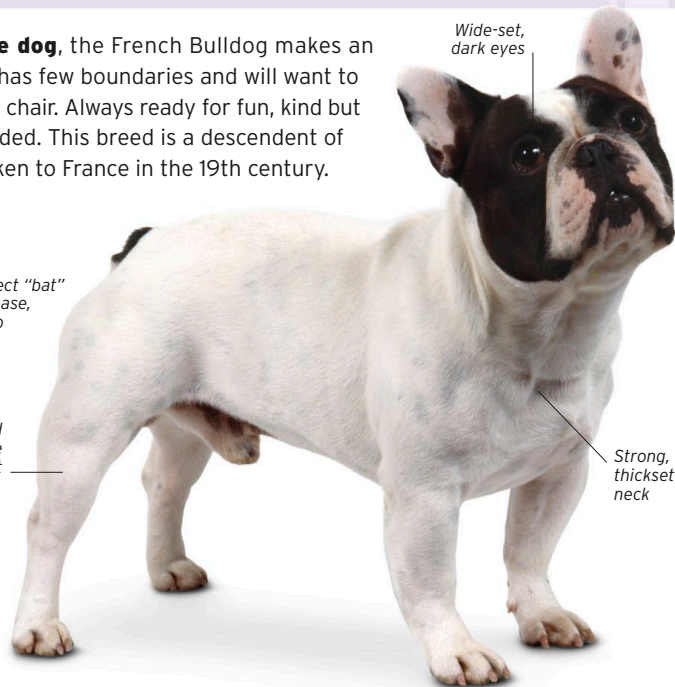 e dog, the French Bulldog makes an
has few boundaries and will want to
chair. Always ready for fun, kind but
ded. This breed is a descendent of
ken to France in the 19th century.
Wide-set,
dark eyes
ect “bat”
ase,
Strong,
thickset
neck